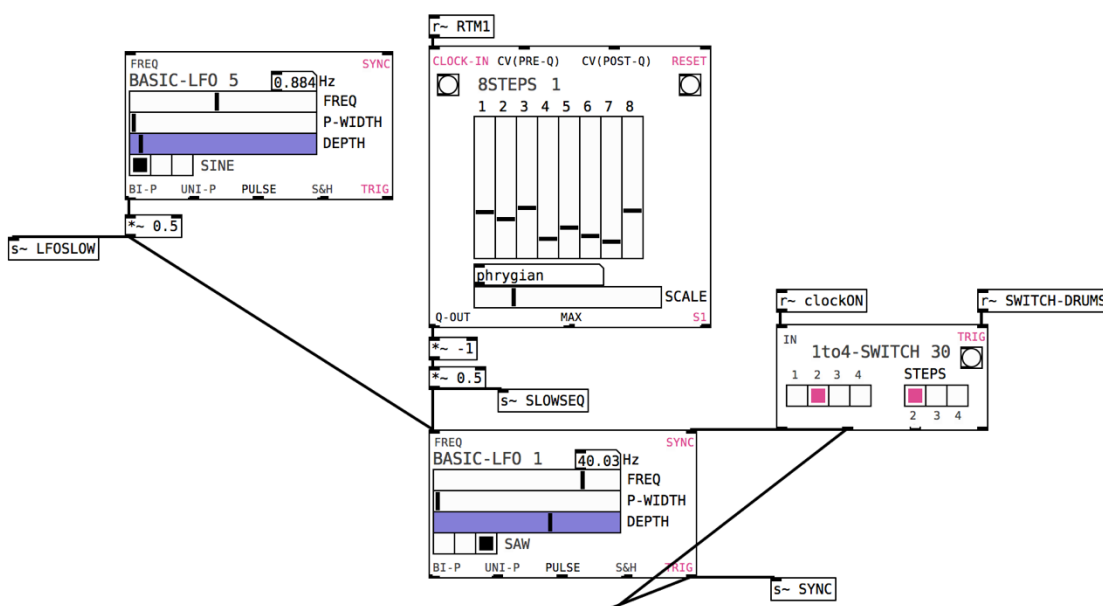 r~ RTM1
FREQ SYNC
BASIC-LFO 5 0.884 Hz
FREQ
P-WIDTH
DEPTH
SINE
BI-P UNI-P PULSE S&H TRIG
*~ 0.5
s~ LFOSLOW
CLOCK-IN CV(PRE-Q) CV(POST-Q) RESET
8STEPS 1
1 2 3 4 5 6 7 8
phrygian
SCALE
Q-OUT MAX S1
*~ -1
*~ 0.5
s~ SLOWSEQ
r~ clockON r~ SWITCH-DRUMS
IN TRIG
1to4-SWITCH 30
1 2 3 4 STEPS
2 3 4
FREQ SYNC
BASIC-LFO 1 40.03 Hz
FREQ
P-WIDTH
DEPTH
SAW
BI-P UNI-P PULSE S&H TRIG
s~ SYNC